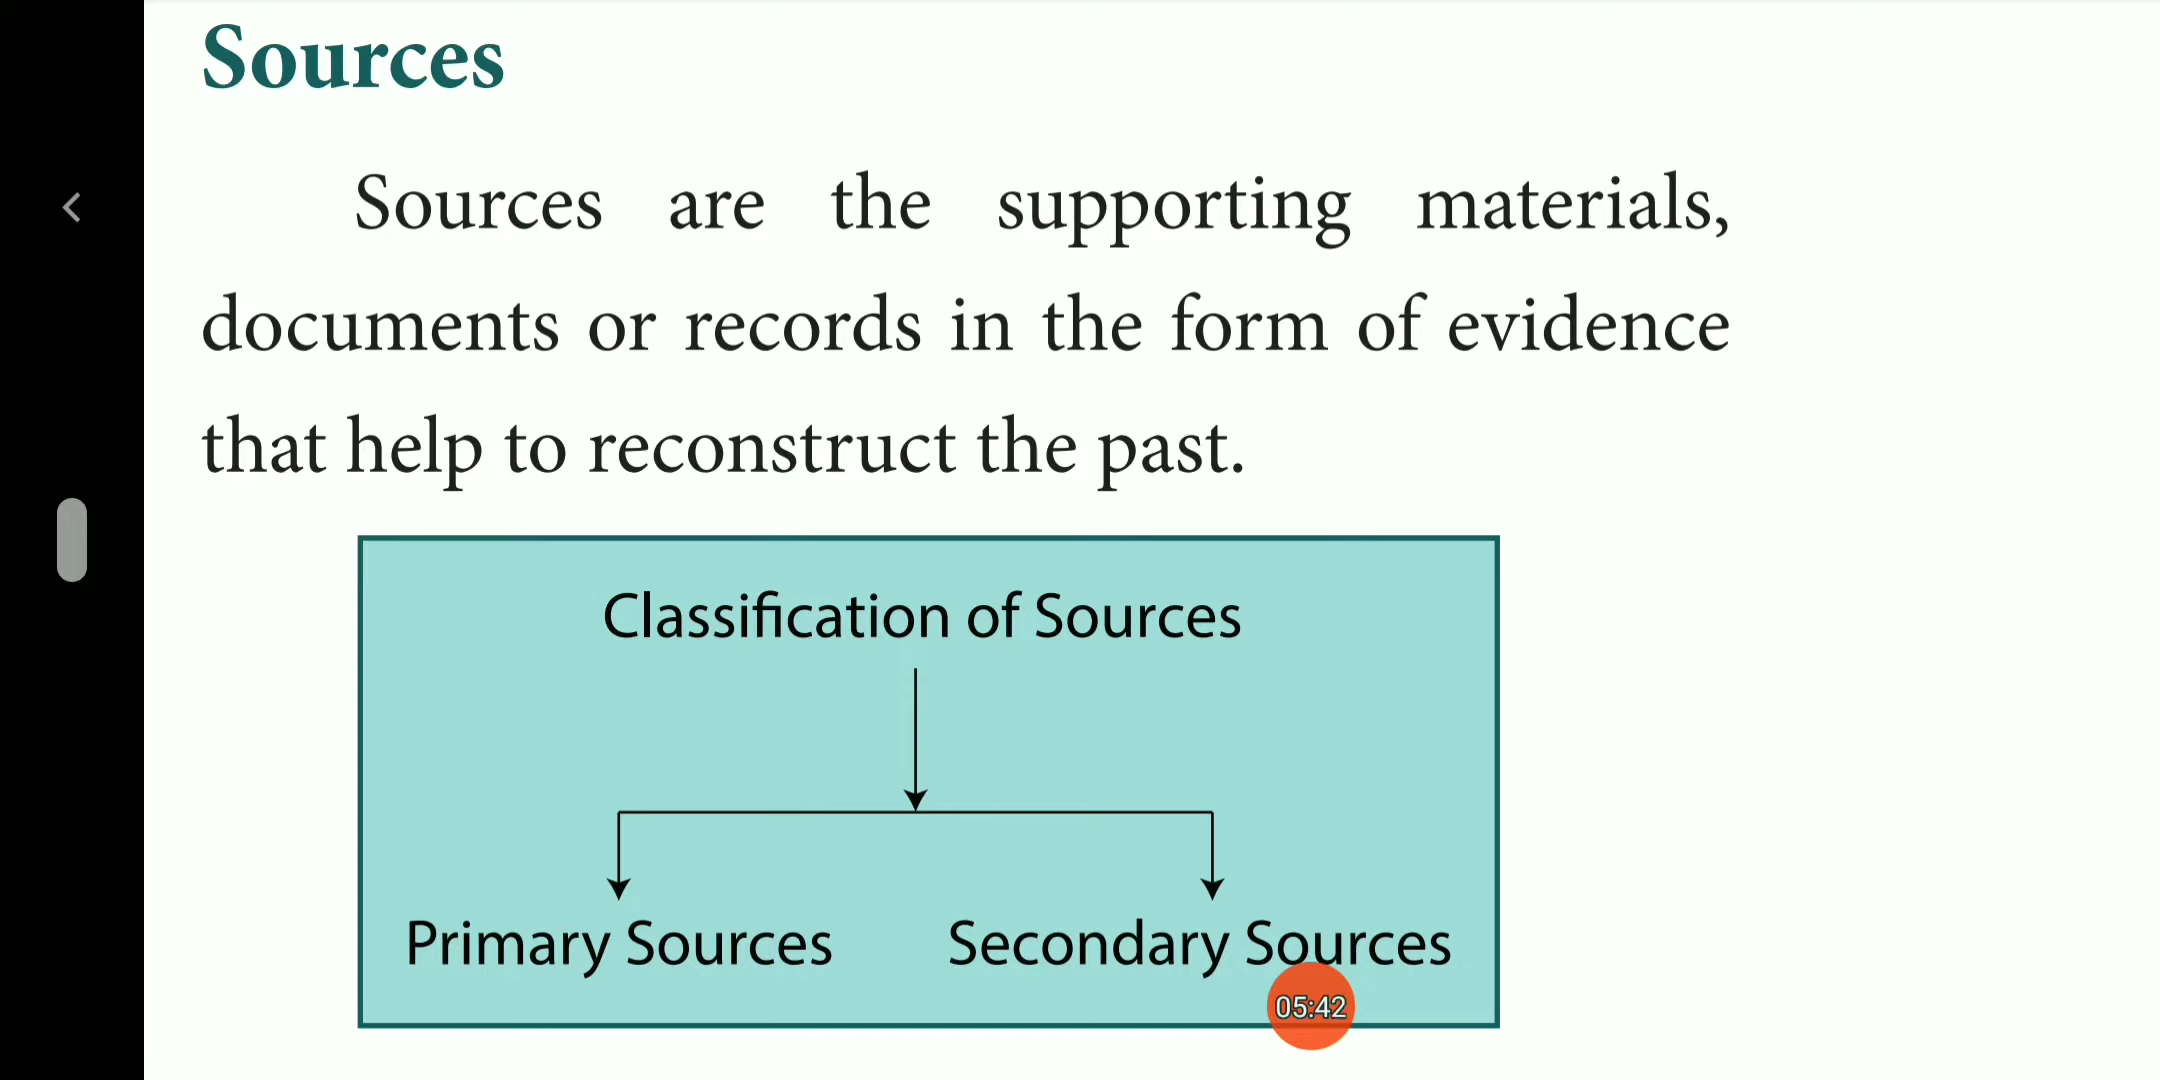 Sources
Sources are the supporting materials,
documents or records in the form of evidence
that help to reconstruct the past.
Classification of Sources
Primary Sources Secondary Sources
05:42